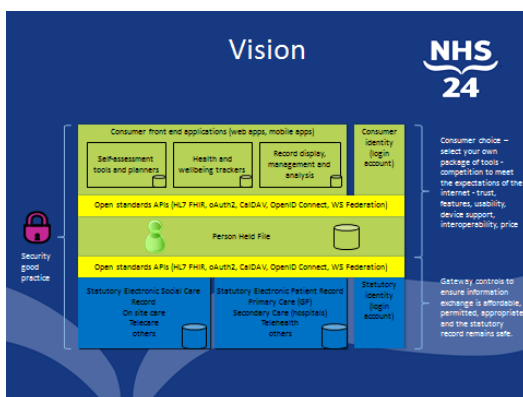 Vision
NHS
24
Consumer front end applications (web apps, mobile apps)
Self-assessment
tools and planners
Health and
wellbeing trackers
Record display,
management and
analysis
Consumer
identity
(login
account)
Open standards APIs (HL7 FHIR, oAuth2, CalDAV, OpenID Connect, WS Federation)
Person Held File
Open standards APIs (HL7 FHIR, oAuth2, CalDAV, OpenID Connect, WS Federation)
Statutory Electronic Social Care
Record
On site care
Telecare
others
Statutory Electronic Patient Record
Primary Care (GP)
Secondary Care (hospitals)
Telehealth
others
Statutory
identity
(login
account)
Security
good
practice
Consumer choice –
select your own
package of tools -
competition to meet
the expectations of the
internet - trust,
features, usability,
device support,
interoperability, price
Gateway controls to
ensure information
exchange is affordable,
permitted, appropriate
and the statutory
record remains safe.